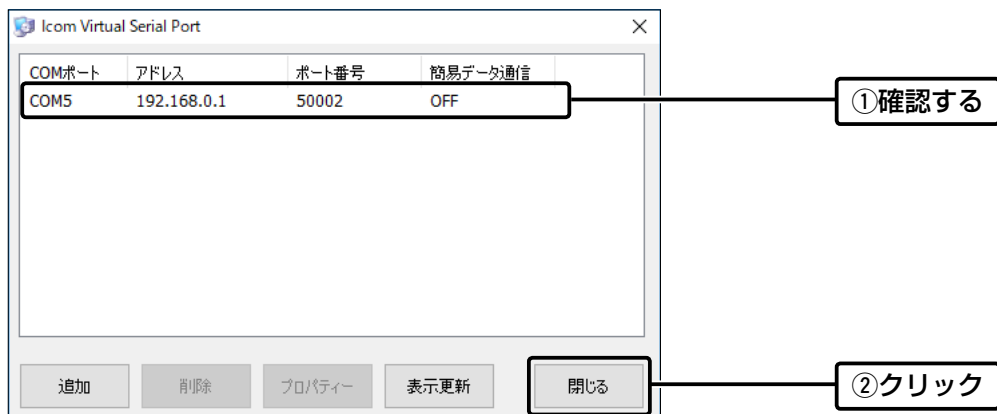 Icom Virtual Serial Port
COMポート アドレス ポート番号 簡易データ通信
COM5 192.168.0.1 50002 OFF
①確認する
追加 削除 プロパティー 表示更新 閉じる
②クリック